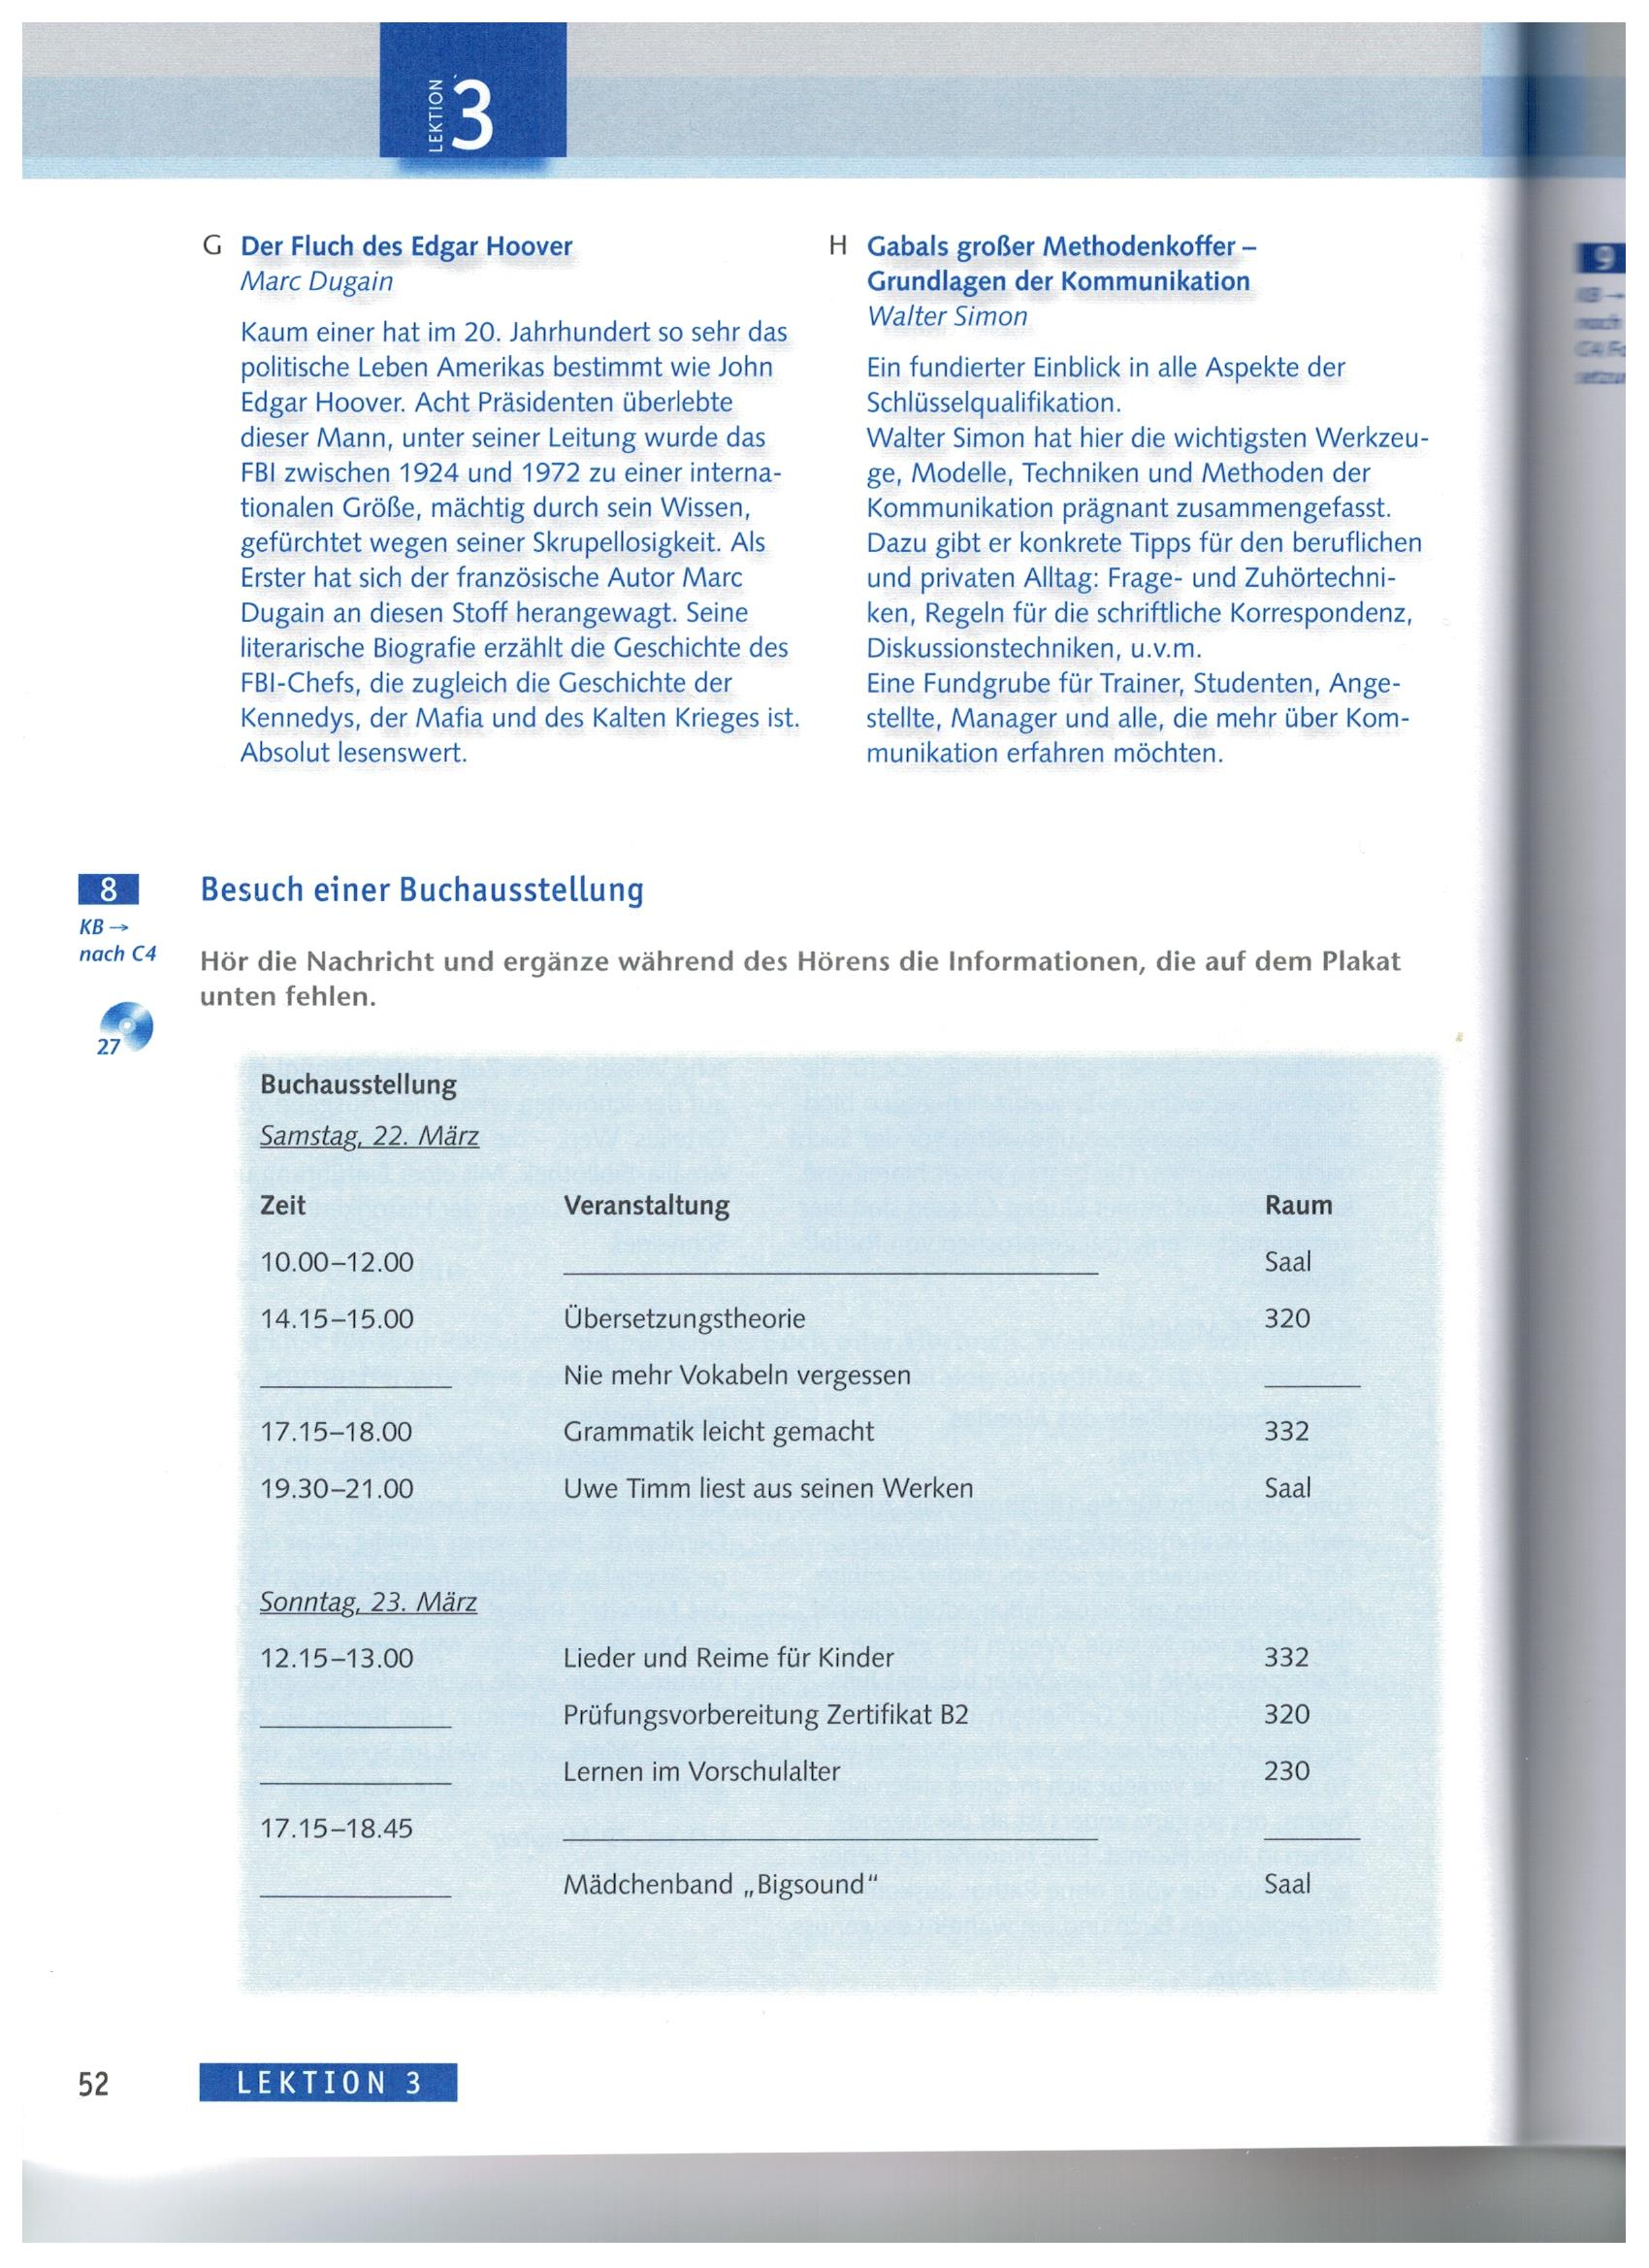 LEKTION 3
G Der Fluch des Edgar Hoover
Marc Dugain
Kaum einer hat im 20. Jahrhundert so sehr das
politische Leben Amerikas bestimmt wie John
Edgar Hoover. Acht Präsidenten überlebte
dieser Mann, unter seiner Leitung wurde das
FBI zwischen 1924 und 1972 zu einer interna-
tionalen Größe, mächtig durch sein Wissen,
gefürchtet wegen seiner Skrupellosigkeit. Als
Erster hat sich der französische Autor Marc
Dugain an diesen Stoff herangewagt. Seine
literarische Biografie erzählt die Geschichte des
FBI-Chefs, die zugleich die Geschichte der
Kennedys, der Mafia und des Kalten Krieges ist.
Absolut lesenswert.
H Gabals großer Methodenkoffer –
Grundlagen der Kommunikation
Walter Simon
Ein fundierter Einblick in alle Aspekte der
Schlüsselqualifikation.
Walter Simon hat hier die wichtigsten Werkzeu-
ge, Modelle, Techniken und Methoden der
Kommunikation prägnant zusammengefasst.
Dazu gibt er konkrete Tipps für den beruflichen
und privaten Alltag: Frage- und Zuhörtechni-
ken, Regeln für die schriftliche Korrespondenz,
Diskussionstechniken, u.v.m.
Eine Fundgrube für Trainer, Studenten, Ange-
stellte, Manager und alle, die mehr über Kom-
munikation erfahren möchten.
9
KB →
nach
8 Besuch einer Buchausstellung
KB →
nach C4
27
Hör die Nachricht und ergänze während des Hörens die Informationen, die auf dem Plakat
unten fehlen.
Buchausstellung
Samstag, 22. März
Zeit Veranstaltung Raum
10.00–12.00 Saal
14.15–15.00 Übersetzungstheorie 320
Nie mehr Vokabeln vergessen
17.15–18.00 Grammatik leicht gemacht 332
19.30–21.00 Uwe Timm liest aus seinen Werken Saal
Sonntag, 23. März
12.15–13.00 Lieder und Reime für Kinder 332
Prüfungsvorbereitung Zertifikat B2 320
Lernen im Vorschulalter 230
17.15–18.45
Mädchenband „Bigsound“ Saal
52 LEKTION 3